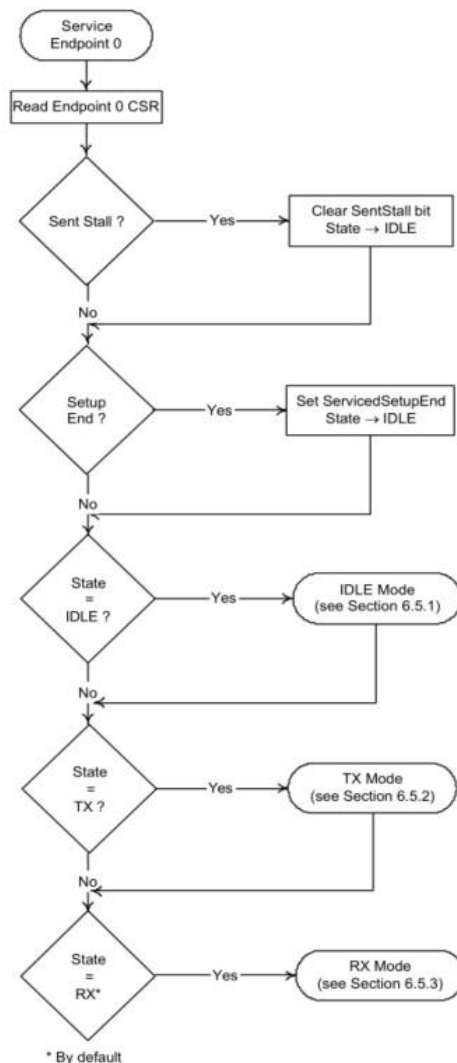 Service
Endpoint 0
Read Endpoint 0 CSR
Sent Stall ?
Yes
Clear SentStall bit
State → IDLE
No
Setup
End ?
Yes
Set ServicedSetupEnd
State → IDLE
No
State
=
IDLE ?
Yes
IDLE Mode
(see Section 6.5.1)
No
State
=
TX ?
Yes
TX Mode
(see Section 6.5.2)
No
State
=
RX*
Yes
RX Mode
(see Section 6.5.3)
* By default